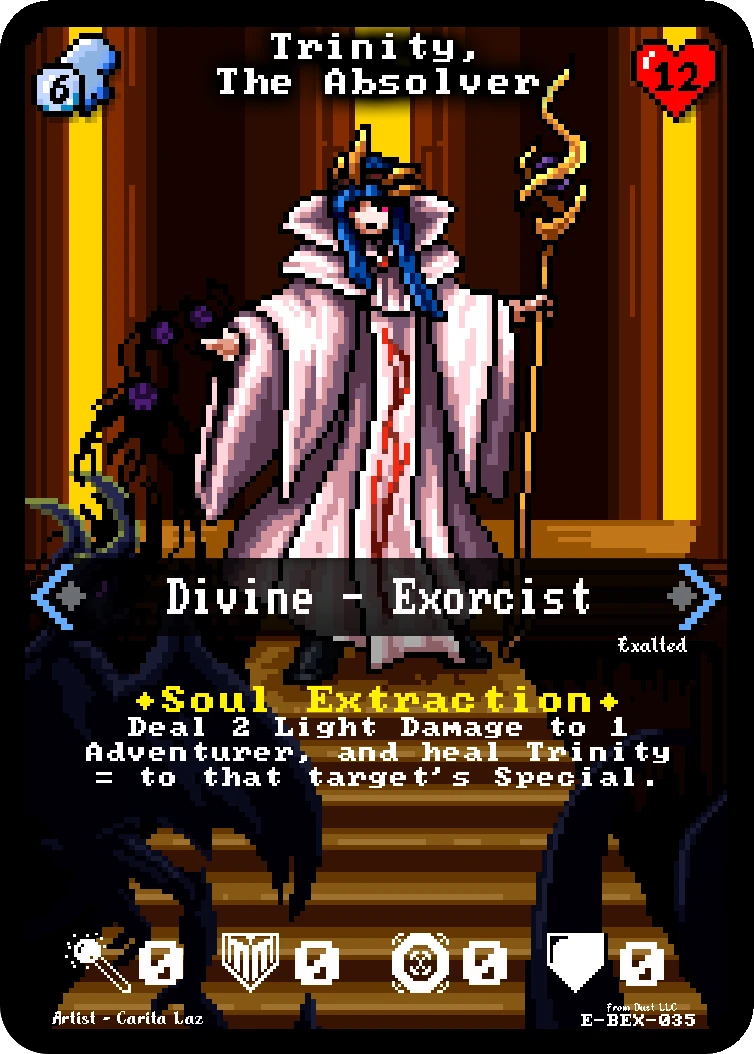 Trinity,
The Absolver
6
12
Divine - Exorcist
Exalted
Soul Extraction
Deal 2 Light Damage to 1
Adventurer, and heal Trinity
= to that target's Special.
0 0 0 0
Artist - Carita Laz
From Dust LLC
E-BEX-035